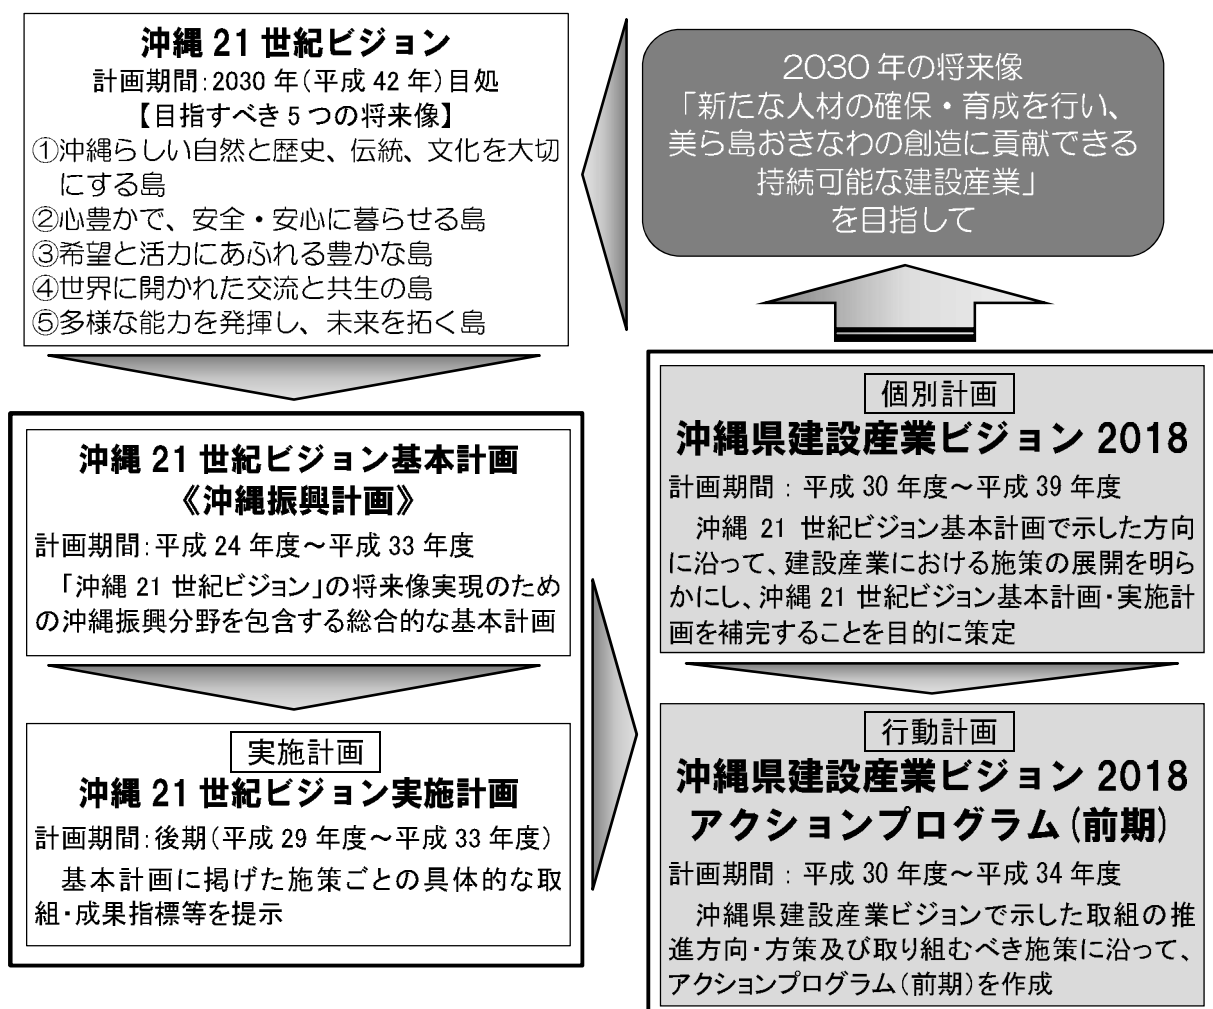 沖縄 21 世紀ビジョン
計画期間:2030 年(平成 42 年)目処
【目指すべき 5 つの将来像】
①沖縄らしい自然と歴史、伝統、文化を大切
にする島
②心豊かで、安全・安心に暮らせる島
③希望と活力にあふれる豊かな島
④世界に開かれた交流と共生の島
⑤多様な能力を発揮し、未来を拓く島
沖縄 21 世紀ビジョン基本計画
《沖縄振興計画》
計画期間:平成 24 年度～平成 33 年度
「沖縄 21 世紀ビジョン」の将来像実現のため
の沖縄振興分野を包含する総合的な基本計画
実施計画
沖縄 21 世紀ビジョン実施計画
計画期間:後期(平成 29 年度～平成 33 年度)
基本計画に掲げた施策ごとの具体的な取
組・成果指標等を提示
2030 年の将来像
「新たな人材の確保・育成を行い、
美ら島おきなわの創造に貢献できる
持続可能な建設産業」
を目指して
個別計画
沖縄県建設産業ビジョン 2018
計画期間 : 平成 30 年度～平成 39 年度
沖縄 21 世紀ビジョン基本計画で示した方向
に沿って、建設産業における施策の展開を明ら
かにし、沖縄 21 世紀ビジョン基本計画・実施計
画を補完することを目的に策定
行動計画
沖縄県建設産業ビジョン 2018
アクションプログラム(前期)
計画期間 : 平成 30 年度～平成 34 年度
沖縄県建設産業ビジョンで示した取組の推
進方向・方策及び取り組むべき施策に沿って、
アクションプログラム(前期)を作成